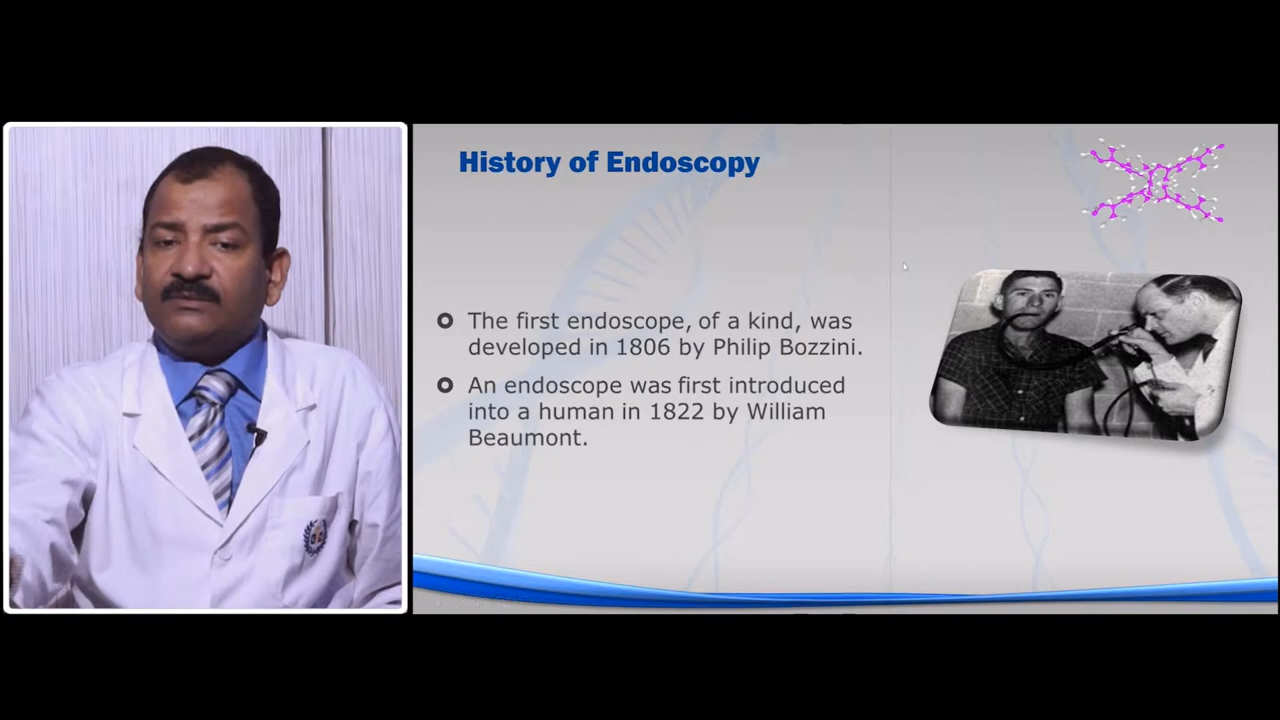 History of Endoscopy
The first endoscope, of a kind, was
developed in 1806 by Philip Bozzini.
An endoscope was first introduced
into a human in 1822 by William
Beaumont.